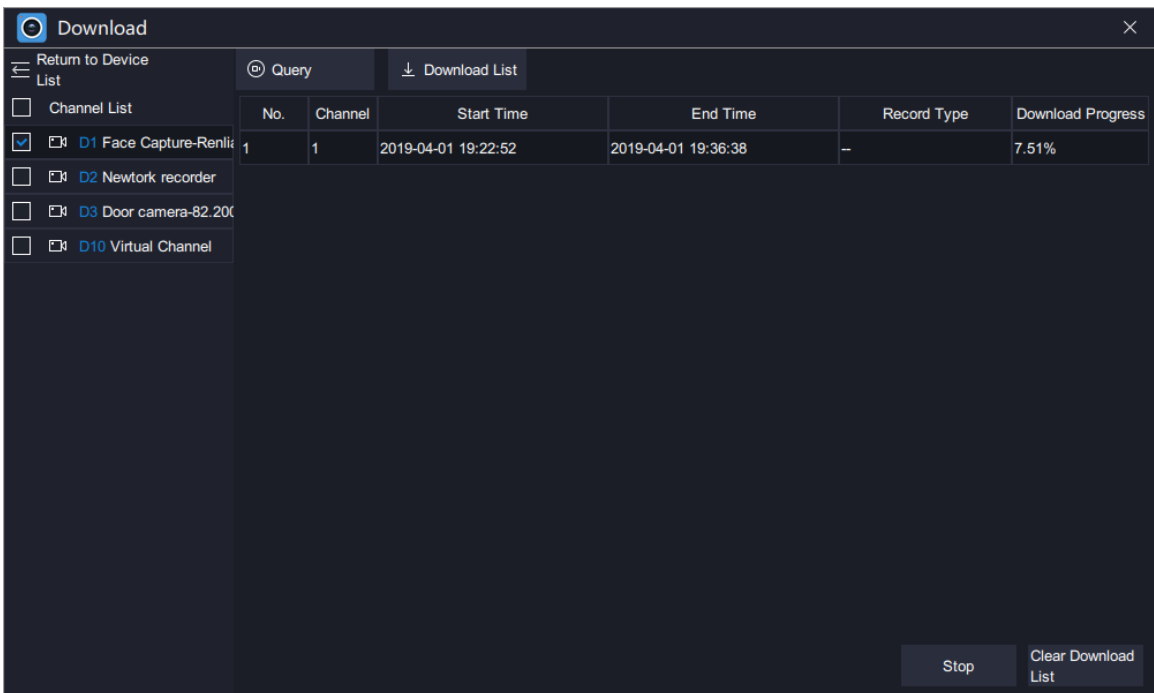 Download
Return to Device
List
Query
Download List
Channel List
No. Channel Start Time End Time Record Type Download Progress
D1 Face Capture-Renlia
1 1 2019-04-01 19:22:52 2019-04-01 19:36:38 -- 7.51%
D2 Newtork recorder
D3 Door camera-82.200
D10 Virtual Channel
Stop
Clear Download
List